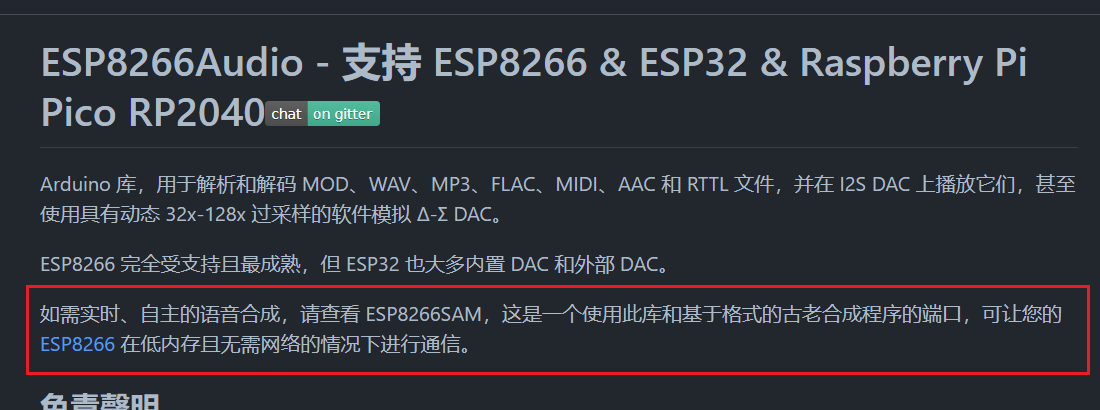 ESP8266Audio - 支持 ESP8266 & ESP32 & Raspberry Pi
Pico RP2040 chat on gitter
Arduino 库，用于解析和解码 MOD、WAV、MP3、FLAC、MIDI、AAC 和 RTTL 文件，并在 I2S DAC 上播放它们，甚至
使用具有动态 32x-128x 过采样的软件模拟 Δ-Σ DAC。
ESP8266 完全受支持且最成熟，但 ESP32 也大多内置 DAC 和外部 DAC。
如需实时、自主的语音合成，请查看 ESP8266SAM，这是一个使用此库和基于格式的古老合成程序的端口，可让您的
ESP8266 在低内存且无需网络的情况下进行通信。
免責聲明